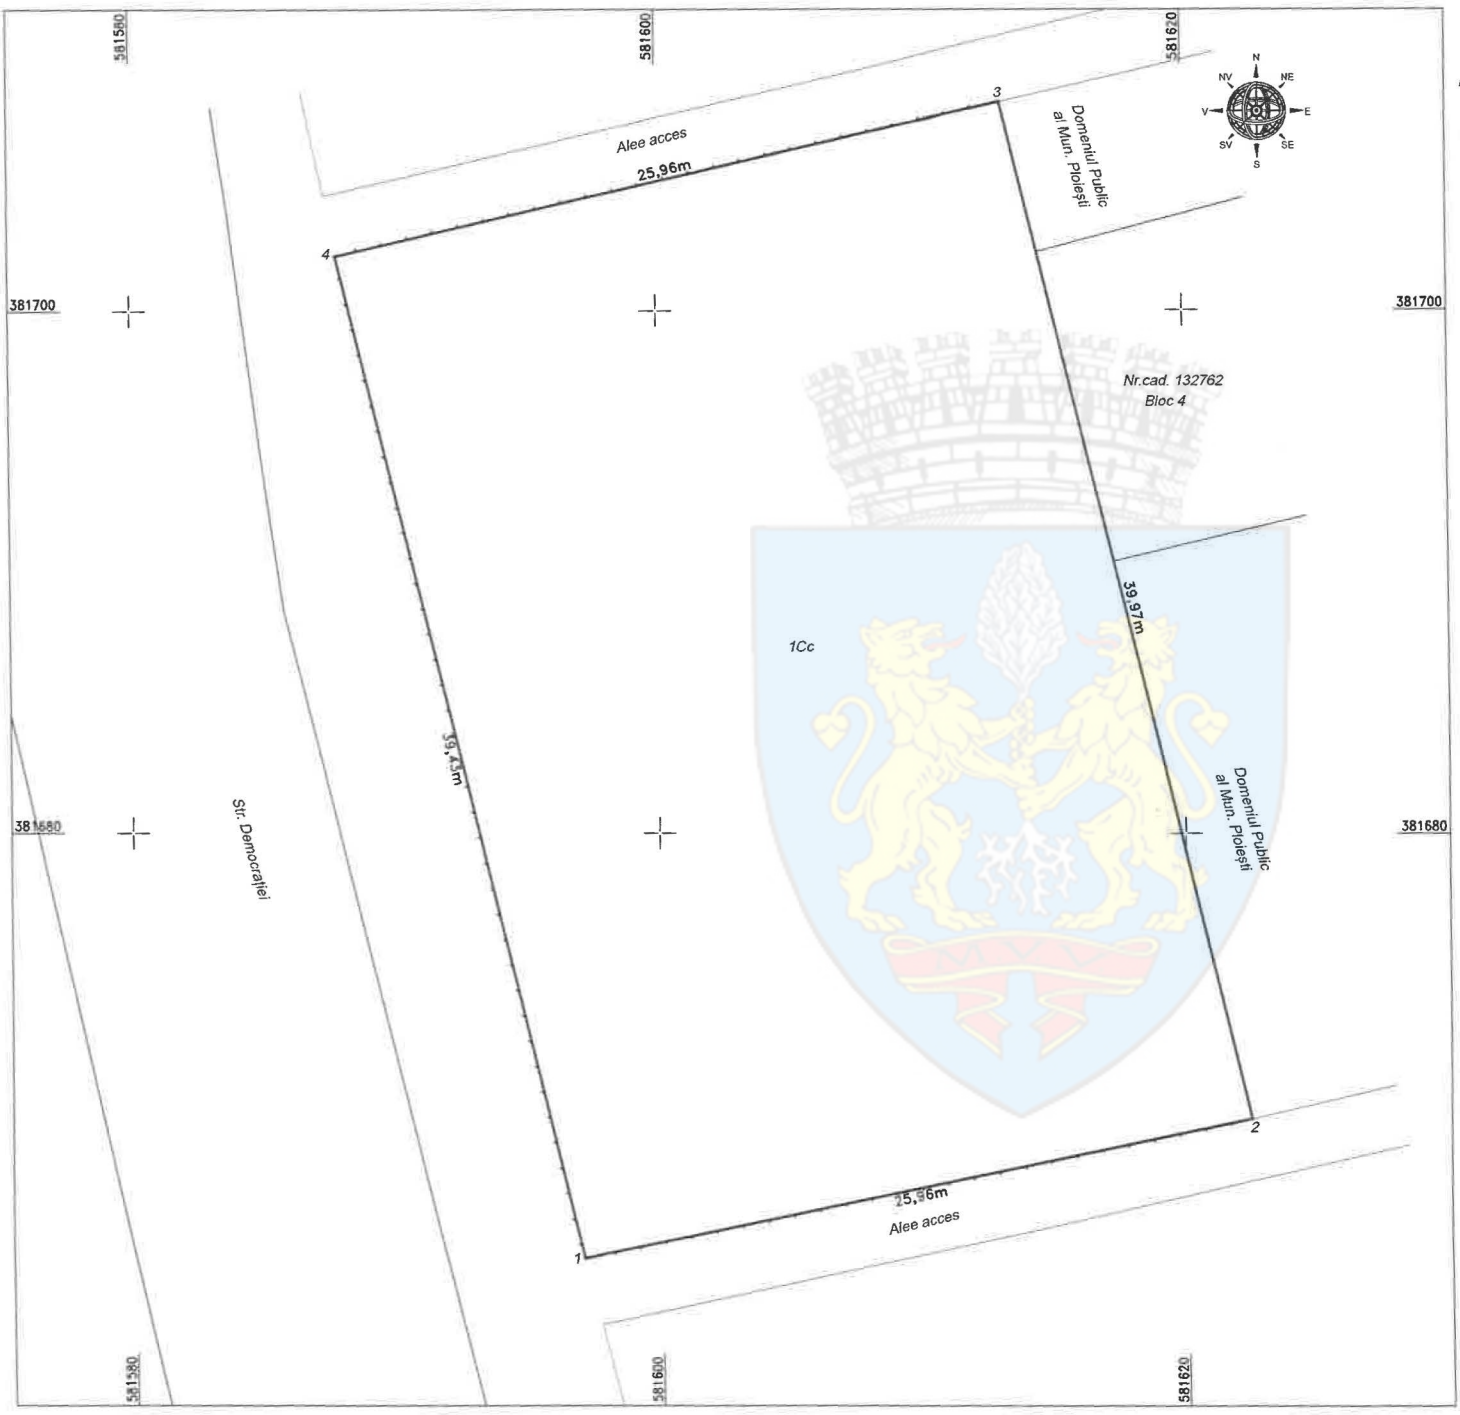 581580
581600
581620
N
NV
NE
V
E
SV
SE
S
3
Alee acces
25,96m
Domeniul Public
al Mun. Ploiești
4
381700
381700
Nr.cad. 132762
Bloc 4
39,97m
1Cc
39,43m
Domeniul Public
al Mun. Ploiești
381680
381680
Str. Democrației
2
25,96m
Alee acces
1
581580
581600
581620